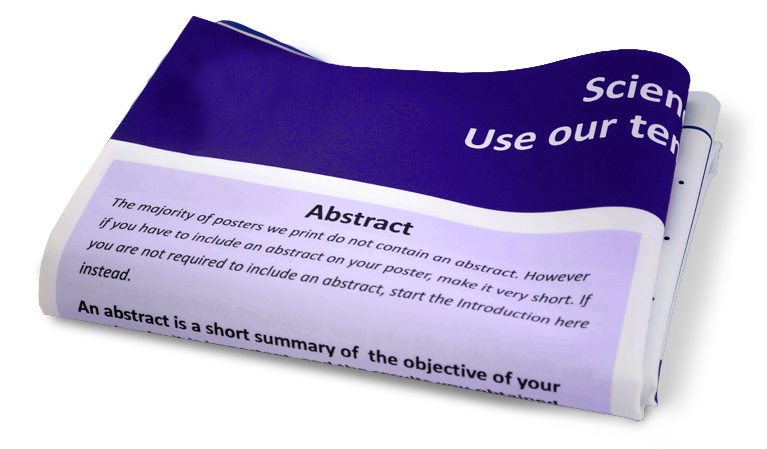 Scien
Use our ter
Abstract
The majority of posters we print do not contain an abstract. However
if you have to include an abstract on your poster, make it very short. If
you are not required to include an abstract, start the Introduction here
instead.
An abstract is a short summary of the objective of your